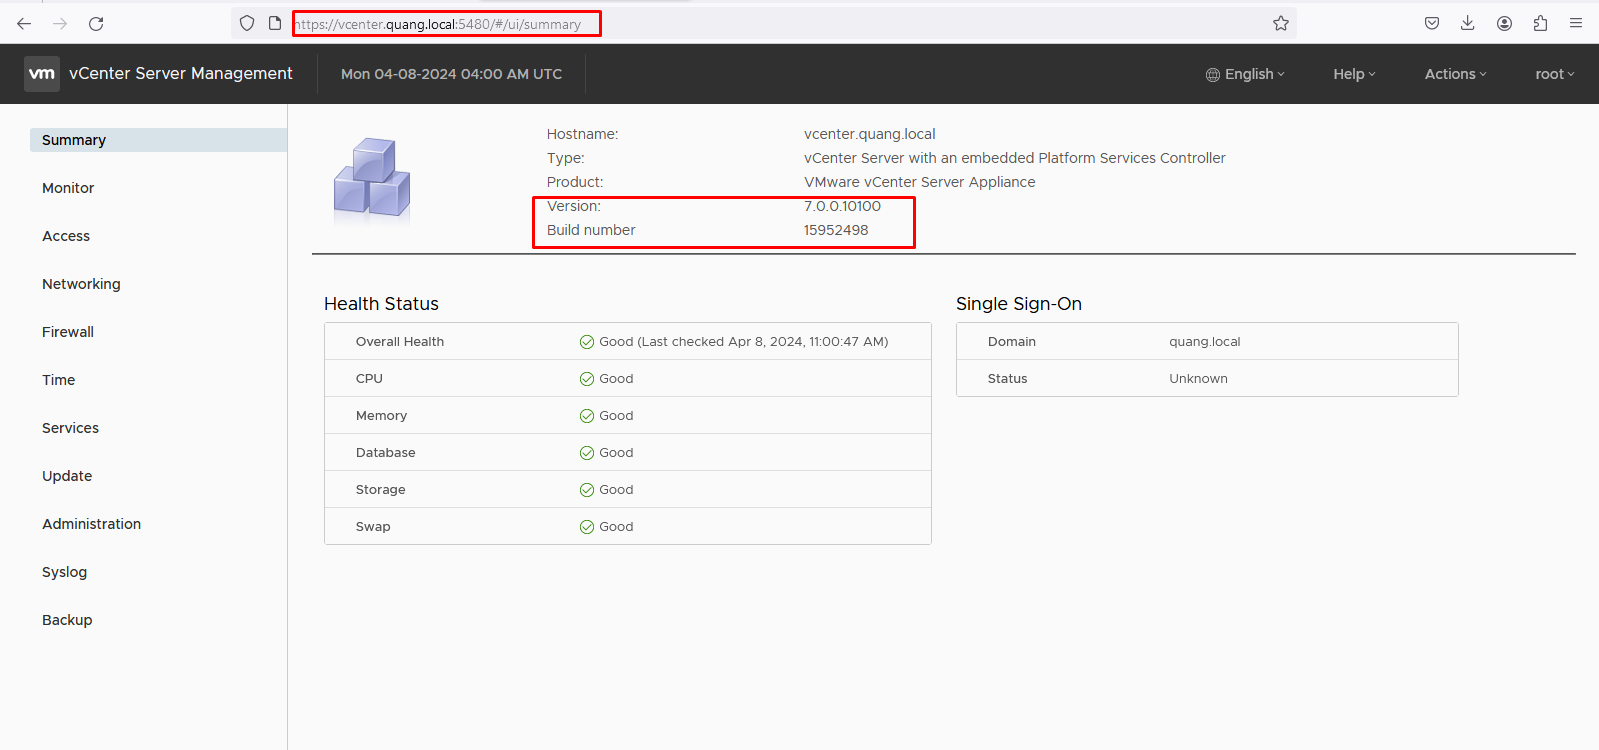 https://vcenter.quang.local:5480/#/ui/summary
vm vCenter Server Management Mon 04-08-2024 04:00 AM UTC English Help Actions root
Summary
Monitor
Access
Networking
Firewall
Time
Services
Update
Administration
Syslog
Backup
Hostname: vcenter.quang.local
Type: vCenter Server with an embedded Platform Services Controller
Product: VMware vCenter Server Appliance
Version: 7.0.0.10100
Build number 15952498
Health Status
Overall Health Good (Last checked Apr 8, 2024, 11:00:47 AM)
CPU Good
Memory Good
Database Good
Storage Good
Swap Good
Single Sign-On
Domain quang.local
Status Unknown